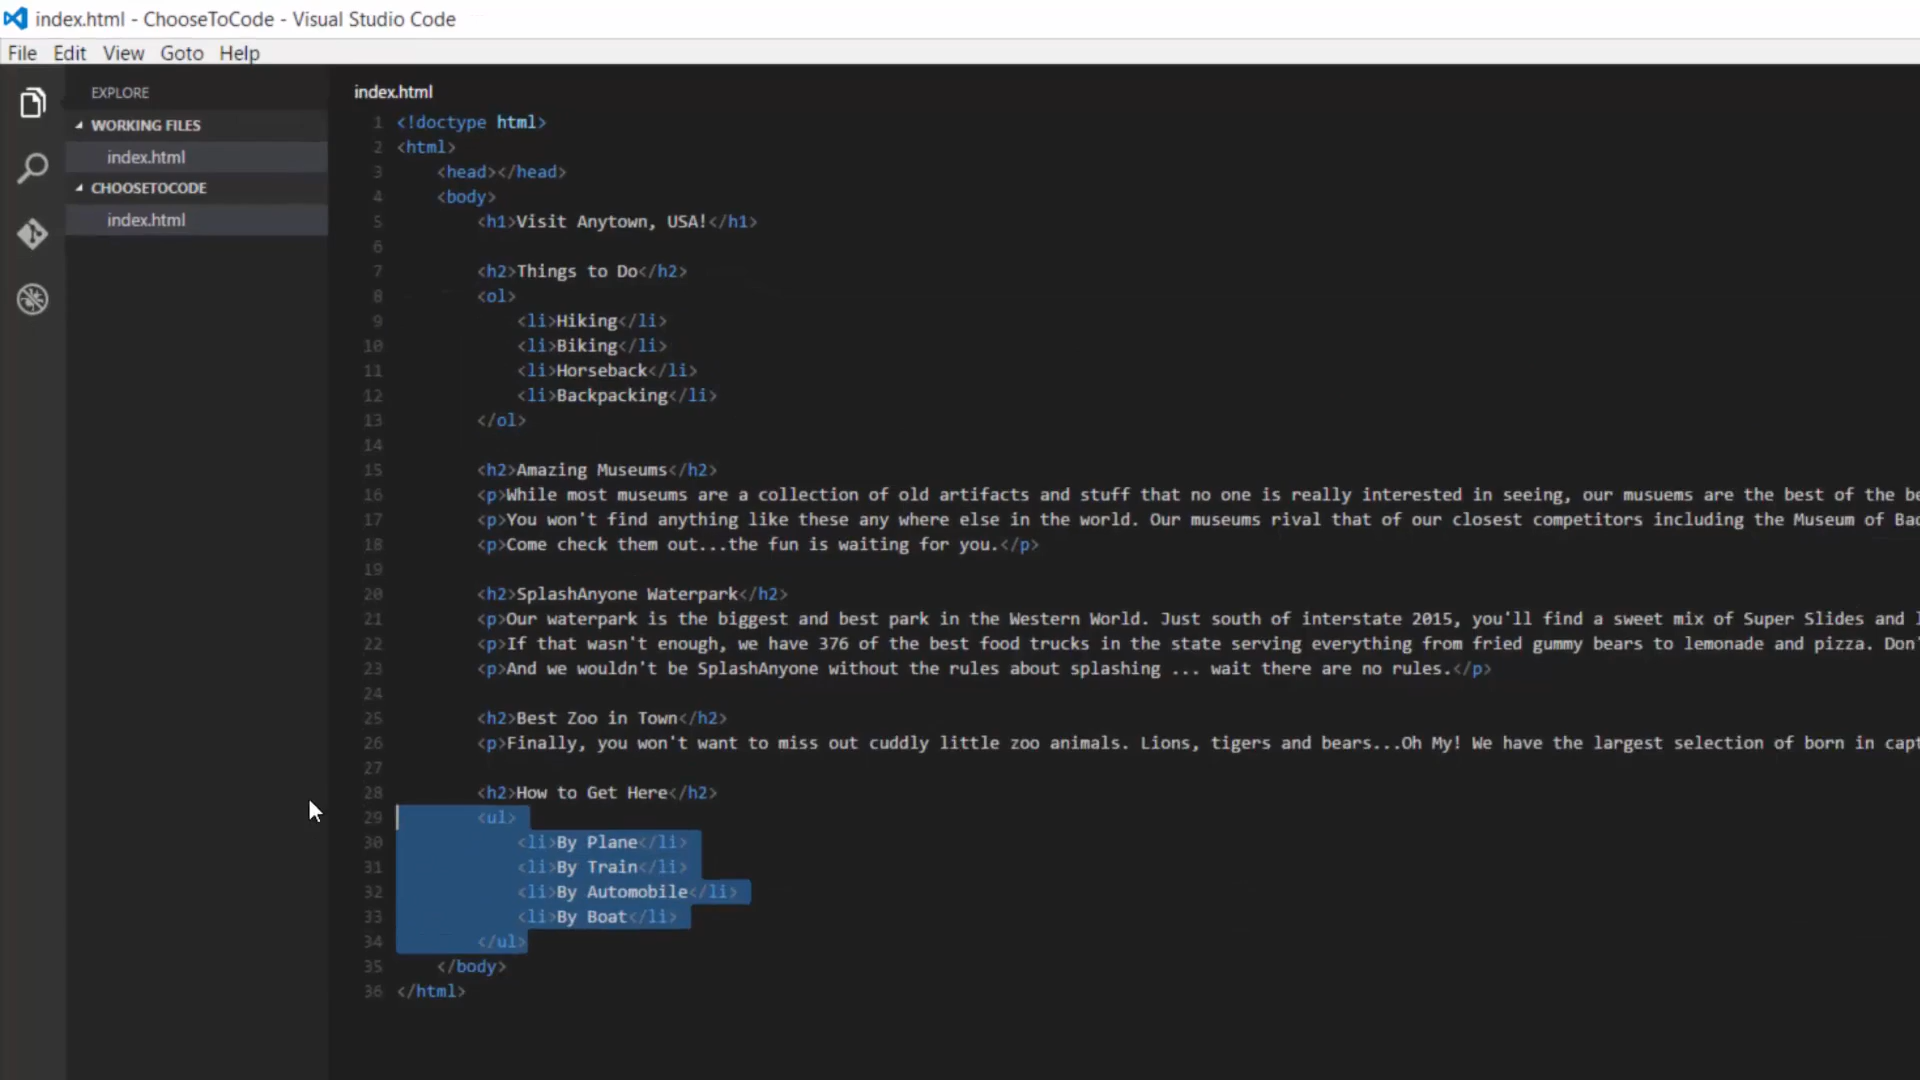 index.html - ChooseToCode - Visual Studio Code
File Edit View Goto Help
EXPLORE
WORKING FILES
index.html
CHOOSETOCODE
index.html
index.html
1 <!doctype html>
2 <html>
3 <head></head>
4 <body>
5 <h1>Visit Anytown, USA!</h1>
6
7 <h2>Things to Do</h2>
8 <ol>
9 <li>Hiking</li>
10 <li>Biking</li>
11 <li>Horseback</li>
12 <li>Backpacking</li>
13 </ol>
14
15 <h2>Amazing Museums</h2>
16 <p>While most museums are a collection of old artifacts and stuff that no one is really interested in seeing, our musuems are the best of the be
17 <p>You won't find anything like these any where else in the world. Our museums rival that of our closest competitors including the Museum of Bac
18 <p>Come check them out...the fun is waiting for you.</p>
19
20 <h2>SplashAnyone Waterpark</h2>
21 <p>Our waterpark is the biggest and best park in the Western World. Just south of interstate 2015, you'll find a sweet mix of Super Slides and
22 <p>If that wasn't enough, we have 376 of the best food trucks in the state serving everything from fried gummy bears to lemonade and pizza. Don'
23 <p>And we wouldn't be SplashAnyone without the rules about splashing ... wait there are no rules.</p>
24
25 <h2>Best Zoo in Town</h2>
26 <p>Finally, you won't want to miss out cuddly little zoo animals. Lions, tigers and bears...Oh My! We have the largest selection of born in capt
27
28 <h2>How to Get Here</h2>
29 <ul>
30 <li>By Plane</li>
31 <li>By Train</li>
32 <li>By Automobile</li>
33 <li>By Boat</li>
34 </ul>
35 </body>
36 </html>